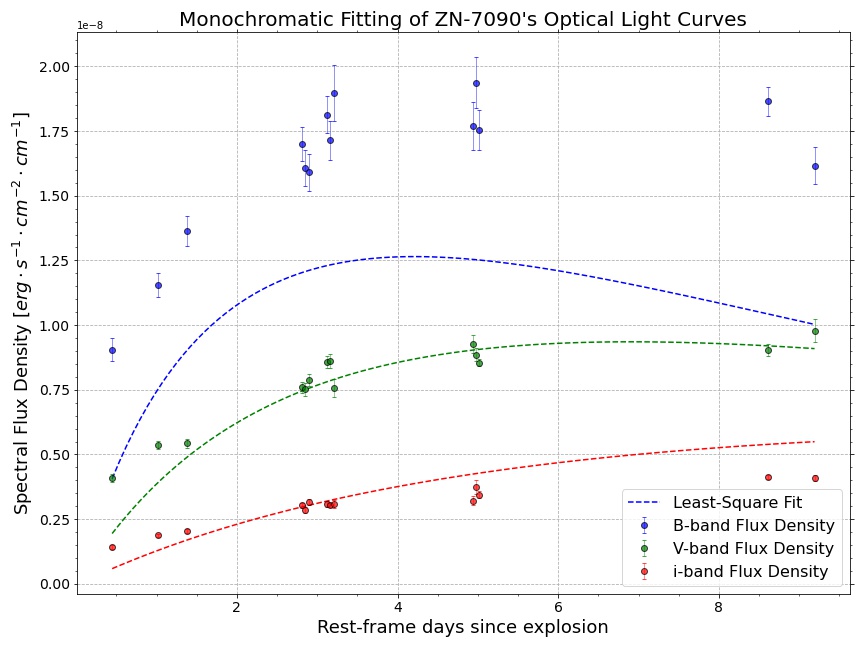 Monochromatic Fitting of ZN-7090's Optical Light Curves
1e−8
Spectral Flux Density [erg · s⁻¹ · cm⁻² · cm⁻¹]
2.00
1.75
1.50
1.25
1.00
0.75
0.50
0.25
0.00
Least-Square Fit
B-band Flux Density
V-band Flux Density
i-band Flux Density
2 4 6 8
Rest-frame days since explosion